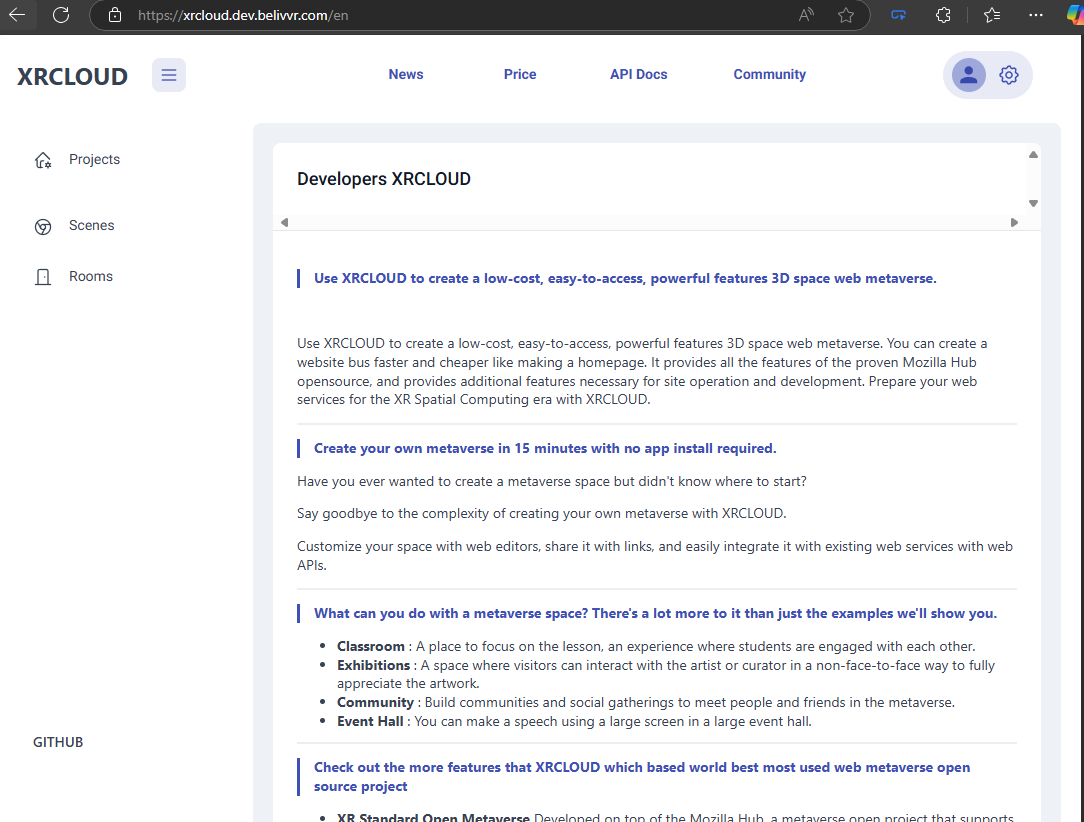 https://xrcloud.dev.belivvr.com/en
XRCLOUD
News
Price
API Docs
Community
Projects
Scenes
Rooms
GITHUB
Developers XRCLOUD
Use XRCLOUD to create a low-cost, easy-to-access, powerful features 3D space web metaverse.
Use XRCLOUD to create a low-cost, easy-to-access, powerful features 3D space web metaverse. You can create a
website bus faster and cheaper like making a homepage. It provides all the features of the proven Mozilla Hub
opensource, and provides additional features necessary for site operation and development. Prepare your web
services for the XR Spatial Computing era with XRCLOUD.
Create your own metaverse in 15 minutes with no app install required.
Have you ever wanted to create a metaverse space but didn't know where to start?
Say goodbye to the complexity of creating your own metaverse with XRCLOUD.
Customize your space with web editors, share it with links, and easily integrate it with existing web services with web
APIs.
What can you do with a metaverse space? There's a lot more to it than just the examples we'll show you.
Classroom : A place to focus on the lesson, an experience where students are engaged with each other.
Exhibitions : A space where visitors can interact with the artist or curator in a non-face-to-face way to fully
appreciate the artwork.
Community : Build communities and social gatherings to meet people and friends in the metaverse.
Event Hall : You can make a speech using a large screen in a large event hall.
Check out the more features that XRCLOUD which based world best most used web metaverse open
source project
XR Standard Open Metaverse Developed on top of the Mozilla Hub, a metaverse open project that supports